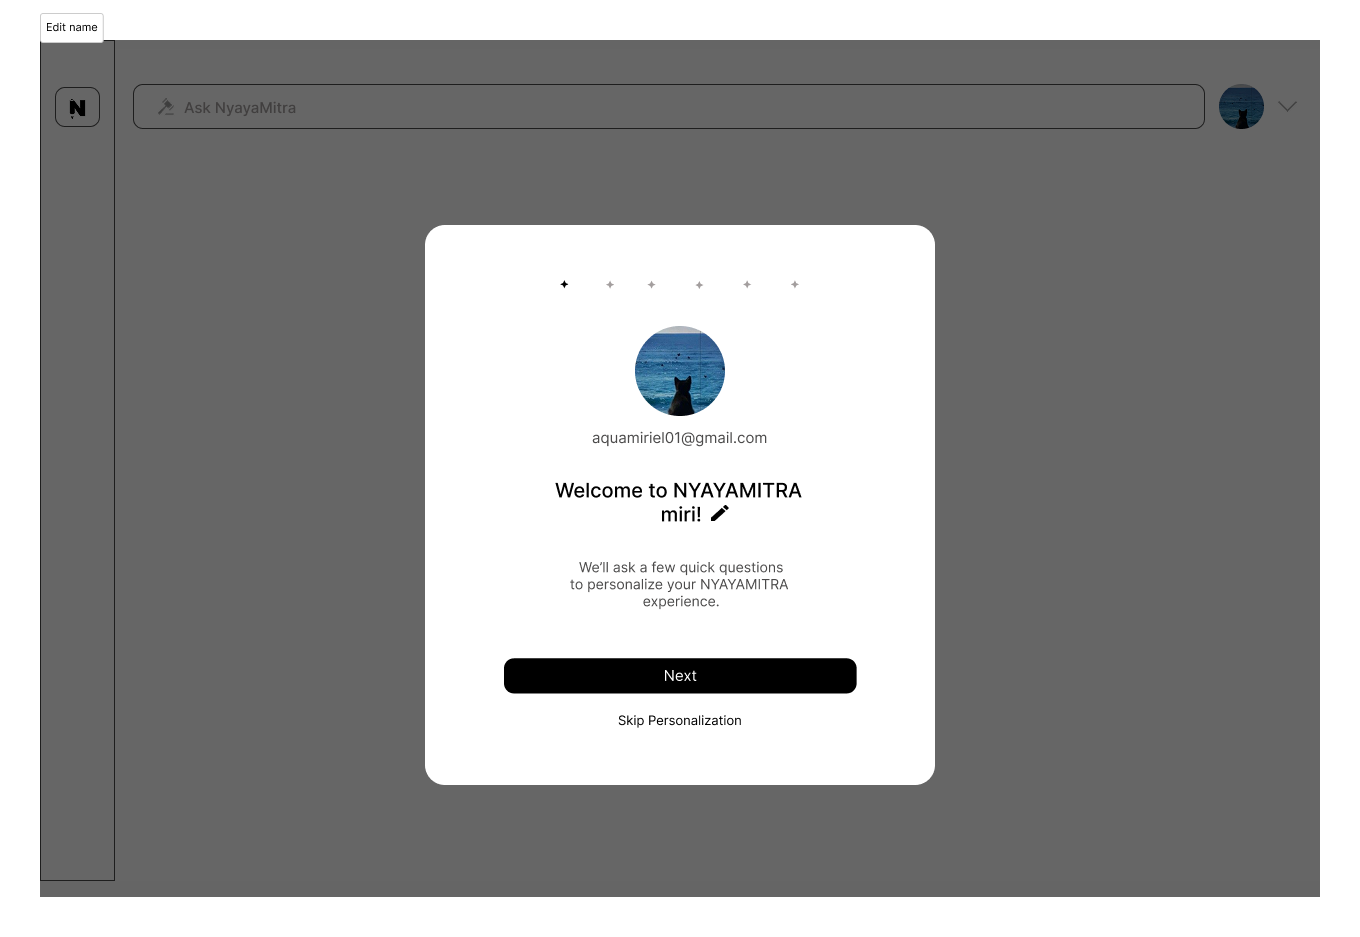 Edit name
N
Ask NyayaMitra
aquamiriel01@gmail.com
Welcome to NYAYAMITRA
miri!
We'll ask a few quick questions
to personalize your NYAYAMITRA
experience.
Next
Skip Personalization